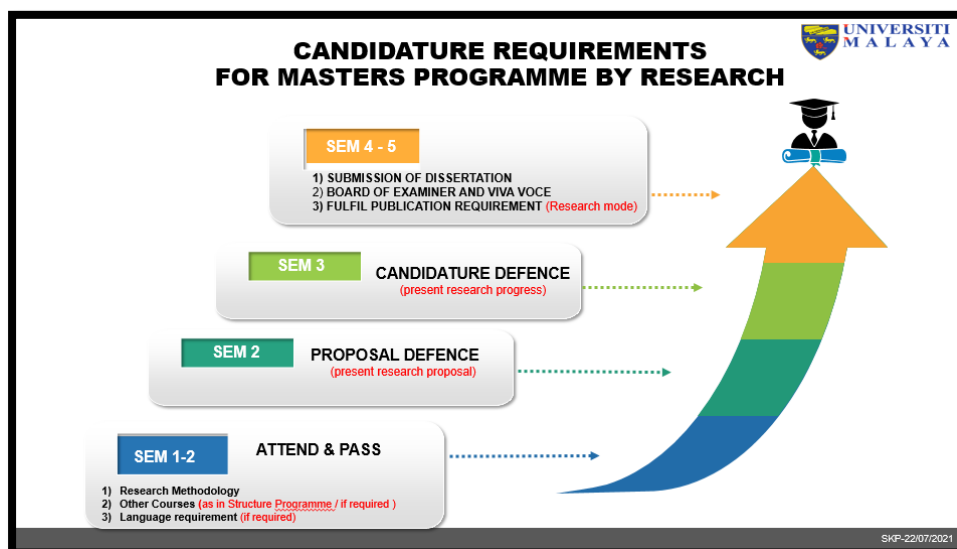 UNIVERSITI
MALAYA
CANDIDATURE REQUIREMENTS
FOR MASTERS PROGRAMME BY RESEARCH
SEM 4 - 5
1) SUBMISSION OF DISSERTATION
2) BOARD OF EXAMINER AND VIVA VOCE
3) FULFIL PUBLICATION REQUIREMENT (Research mode)
SEM 3
CANDIDATURE DEFENCE
(present research progress)
SEM 2
PROPOSAL DEFENCE
(present research proposal)
SEM 1-2
ATTEND & PASS
1) Research Methodology
2) Other Courses (as in Structure Programme / if required )
3) Language requirement (if required)
SKP-22/07/2021